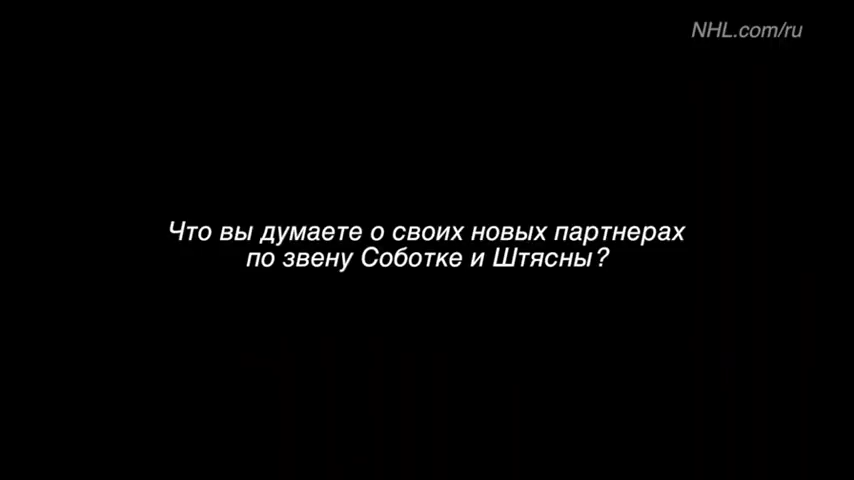 NHL.com/ru
Что вы думаете о своих новых партнерах
по звену Соботке и Штясны?